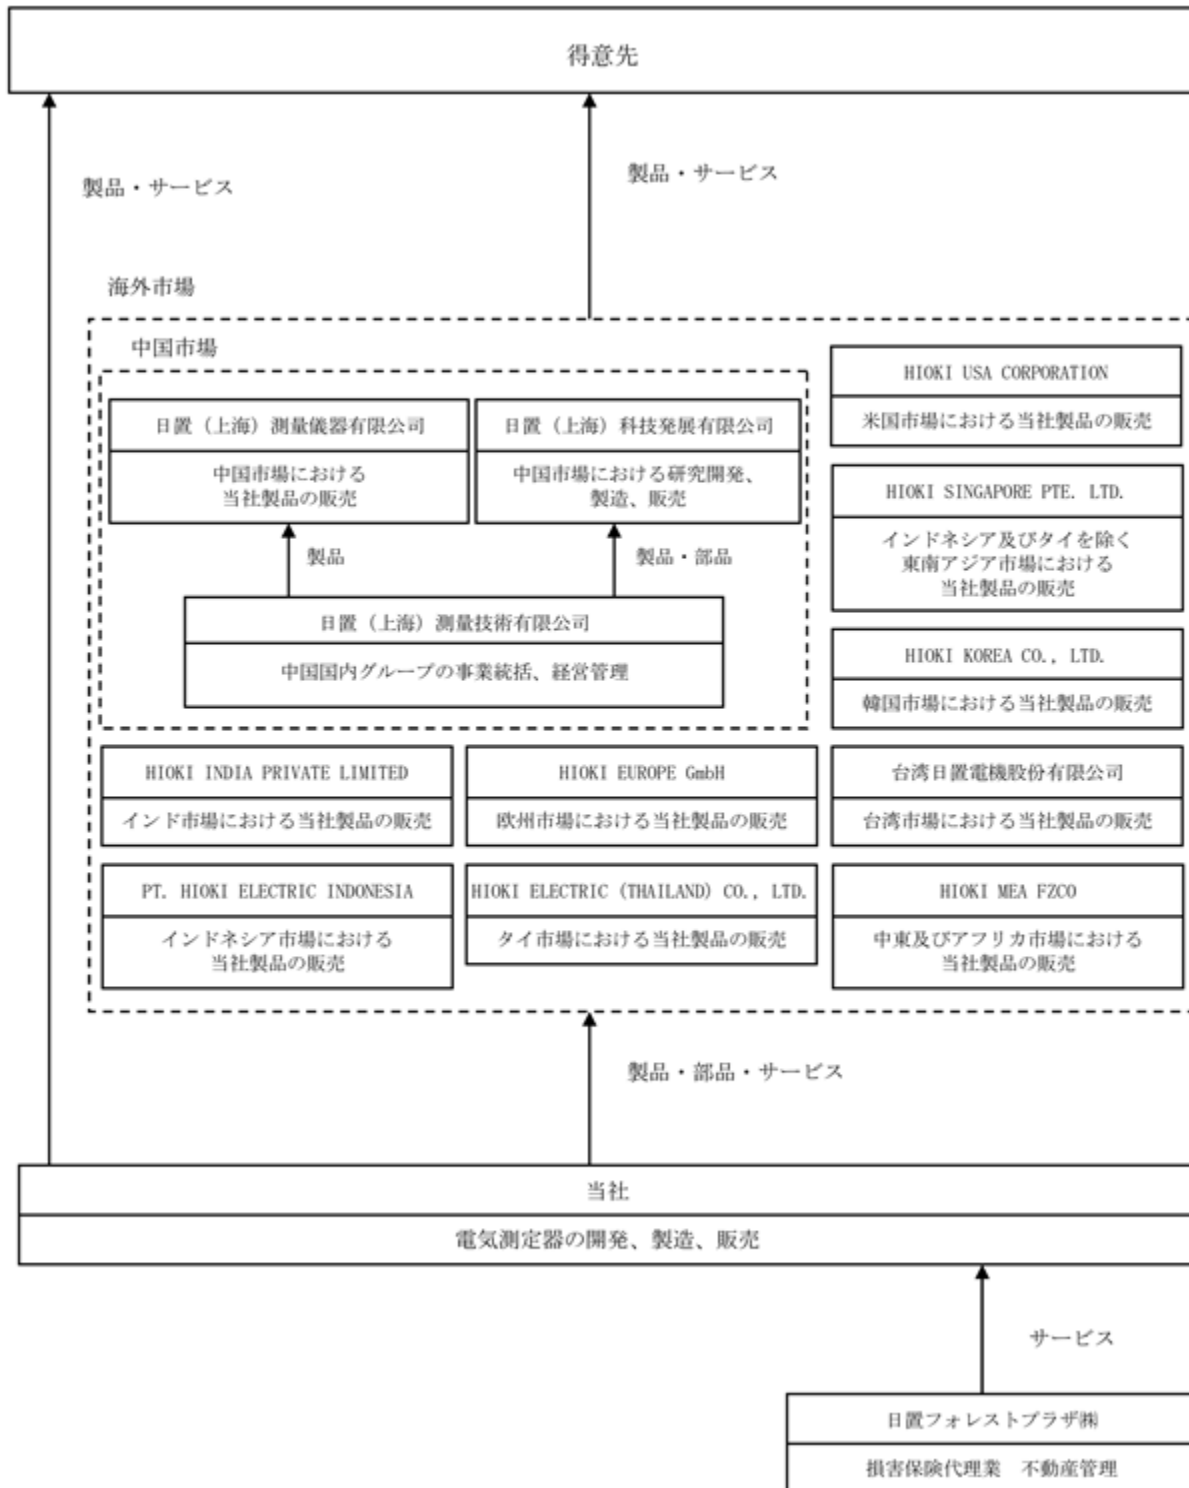 得意先
製品・サービス
製品・サービス
海外市場
中国市場
日置（上海）測量儀器有限公司
中国市場における
当社製品の販売
日置（上海）科技発展有限公司
中国市場における研究開発、
製造、販売
製品
製品・部品
日置（上海）測量技術有限公司
中国国内グループの事業統括、経営管理
HIOKI USA CORPORATION
米国市場における当社製品の販売
HIOKI SINGAPORE PTE. LTD.
インドネシア及びタイを除く
東南アジア市場における
当社製品の販売
HIOKI KOREA CO., LTD.
韓国市場における当社製品の販売
HIOKI INDIA PRIVATE LIMITED
インド市場における当社製品の販売
HIOKI EUROPE GmbH
欧州市場における当社製品の販売
台湾日置電機股份有限公司
台湾市場における当社製品の販売
PT. HIOKI ELECTRIC INDONESIA
インドネシア市場における
当社製品の販売
HIOKI ELECTRIC (THAILAND) CO., LTD.
タイ市場における当社製品の販売
HIOKI MEA FZCO
中東及びアフリカ市場における
当社製品の販売
製品・部品・サービス
当社
電気測定器の開発、製造、販売
サービス
日置フォレストプラザ㈱
損害保険代理業　不動産管理